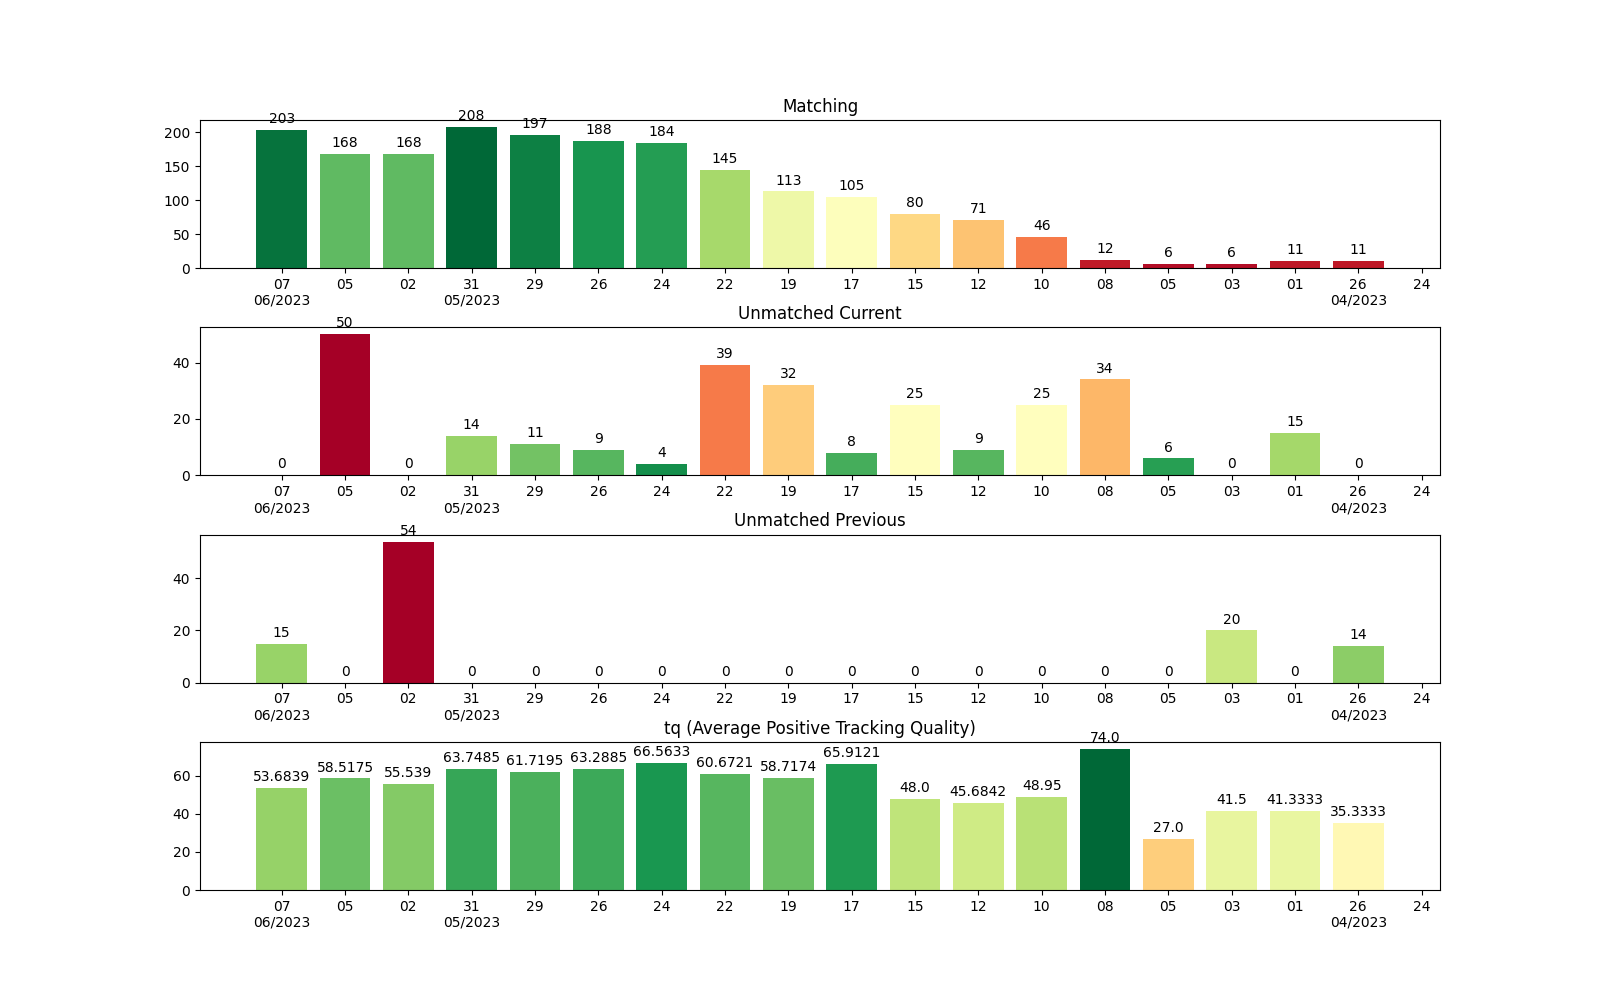 Matching
203 168 168 208 197 188 184 145 113 105 80 71 46 12 6 6 11 11
200
150
100
50
0
07 05 02 31 29 26 24 22 19 17 15 12 10 08 05 03 01 26 24
06/2023 05/2023 04/2023
Unmatched Current
0 50 0 14 11 9 4 39 32 8 25 9 25 34 6 0 15 0
40
20
0
07 05 02 31 29 26 24 22 19 17 15 12 10 08 05 03 01 26 24
06/2023 05/2023 04/2023
Unmatched Previous
15 0 54 0 0 0 0 0 0 0 0 0 0 0 0 20 0 14
40
20
0
07 05 02 31 29 26 24 22 19 17 15 12 10 08 05 03 01 26 24
06/2023 05/2023 04/2023
tq (Average Positive Tracking Quality)
53.6839 58.5175 55.539 63.7485 61.7195 63.2885 66.5633 60.6721 58.7174 65.9121 48.0 45.6842 48.95 74.0 27.0 41.5 41.3333 35.3333
60
40
20
0
07 05 02 31 29 26 24 22 19 17 15 12 10 08 05 03 01 26 24
06/2023 05/2023 04/2023